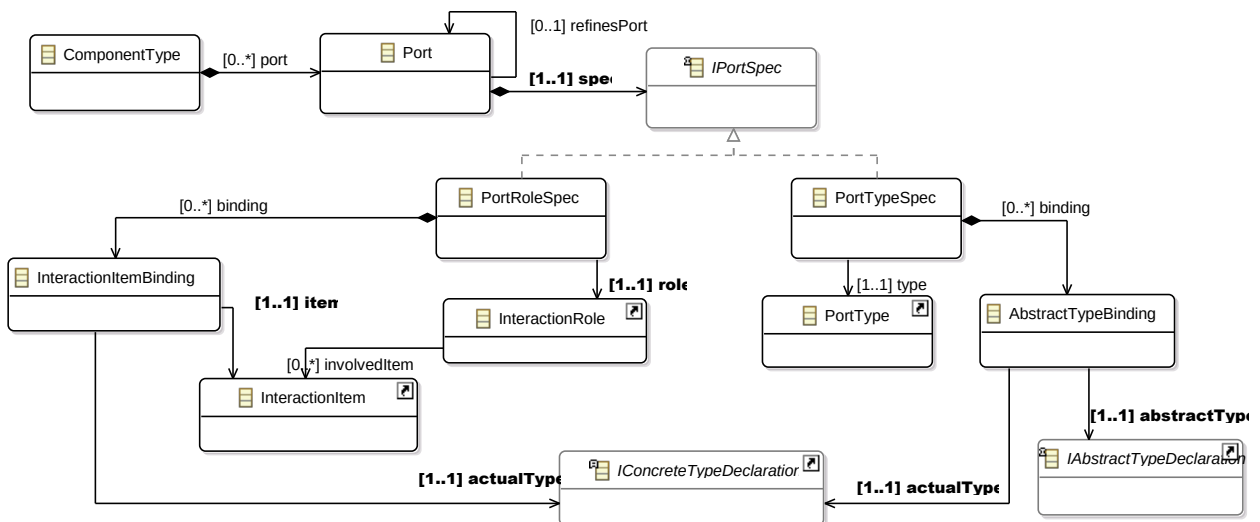 [0..1] refinesPort
ComponentType
Port
[0..*] port
IPortSpec
[1..1] spec
PortRoleSpec
PortTypeSpec
[0..*] binding
[0..*] binding
InteractionItemBinding
[1..1] role
[1..1] type
[1..1] item
InteractionRole
PortType
AbstractTypeBinding
[0..*] involvedItem
InteractionItem
[1..1] abstractType
IAbstractTypeDeclaration
IConcreteTypeDeclaration
[1..1] actualType
[1..1] actualType